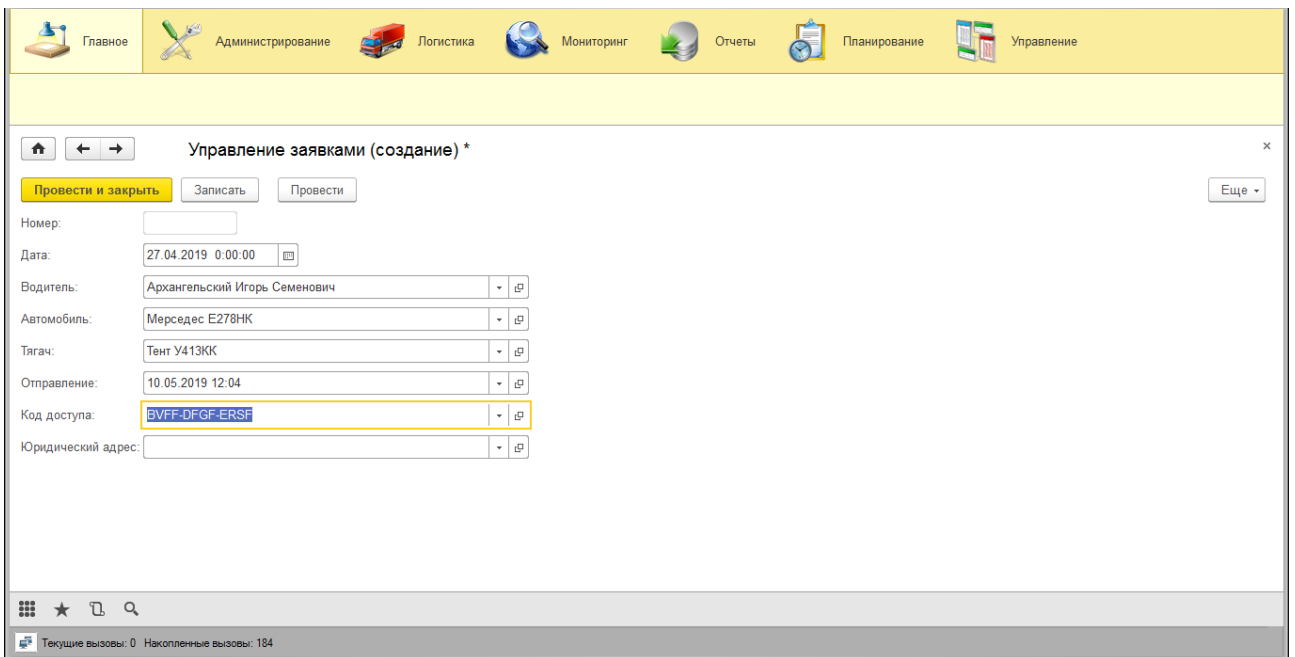 Главное Администрирование Логистика Мониторинг Отчеты Планирование Управление
Управление заявками (создание) *
Провести и закрыть Записать Провести Еще
Номер:
Дата: 27.04.2019 0:00:00
Водитель: Архангельский Игорь Семенович
Автомобиль: Мерседес Е278НК
Тягач: Тент У413КК
Отправление: 10.05.2019 12:04
Код доступа: BVFF-DFGF-ERSF
Юридический адрес:
Текущие вызовы: 0 Накопленные вызовы: 184